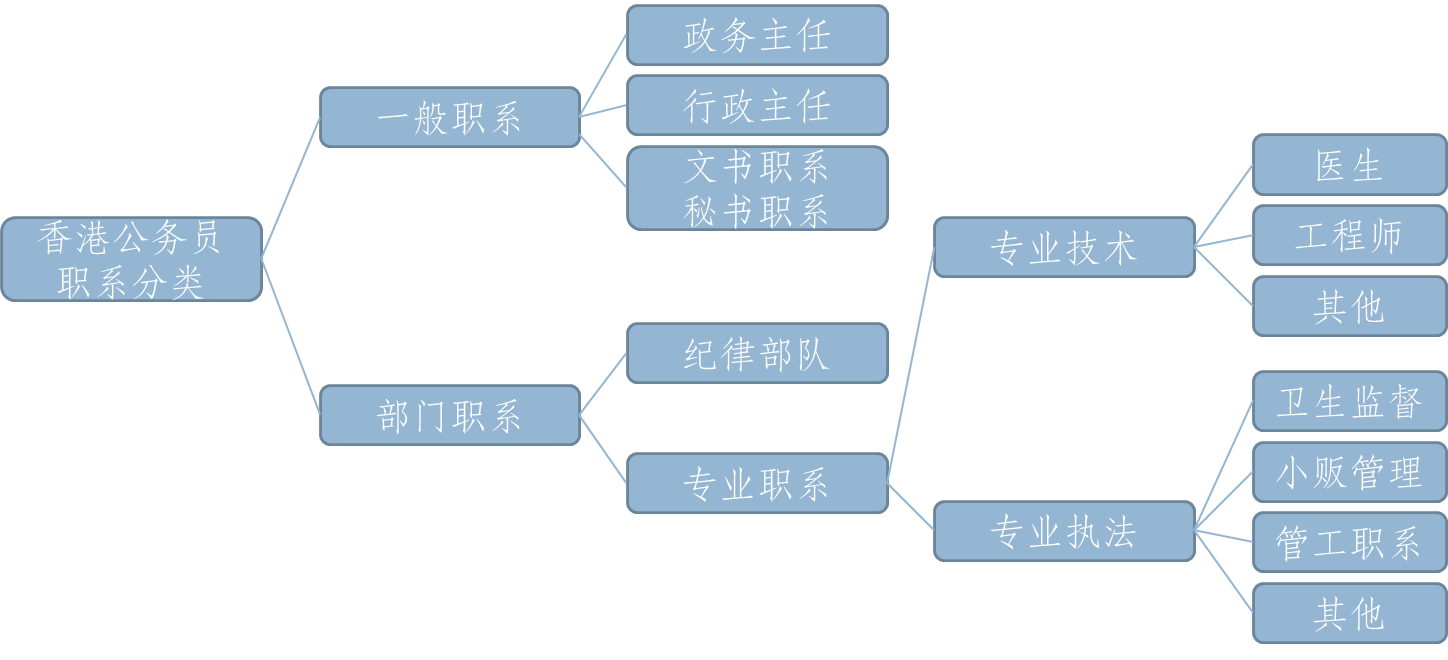 香港公务员
职系分类
一般职系
政务主任
行政主任
文书职系
秘书职系
部门职系
纪律部队
专业职系
专业技术
医生
工程师
其他
专业执法
卫生监督
小贩管理
管工职系
其他